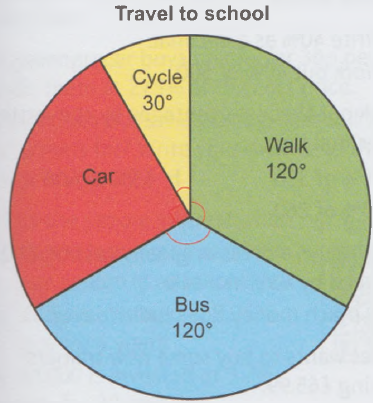 Travel to school
Cycle
30°
Walk
120°
Car
Bus
120°